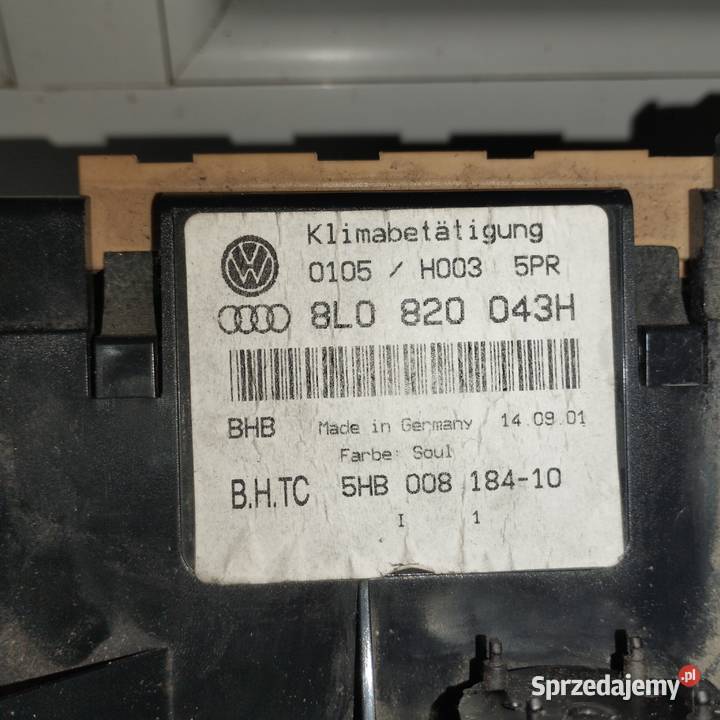 Klimabetätigung
0105 / H003 5PR
8L0 820 043H
BHB Made in Germany 14.09.01
Farbe: Soul
B.H.TC 5HB 008 184-10
I 1
Sprzedajemy.pl